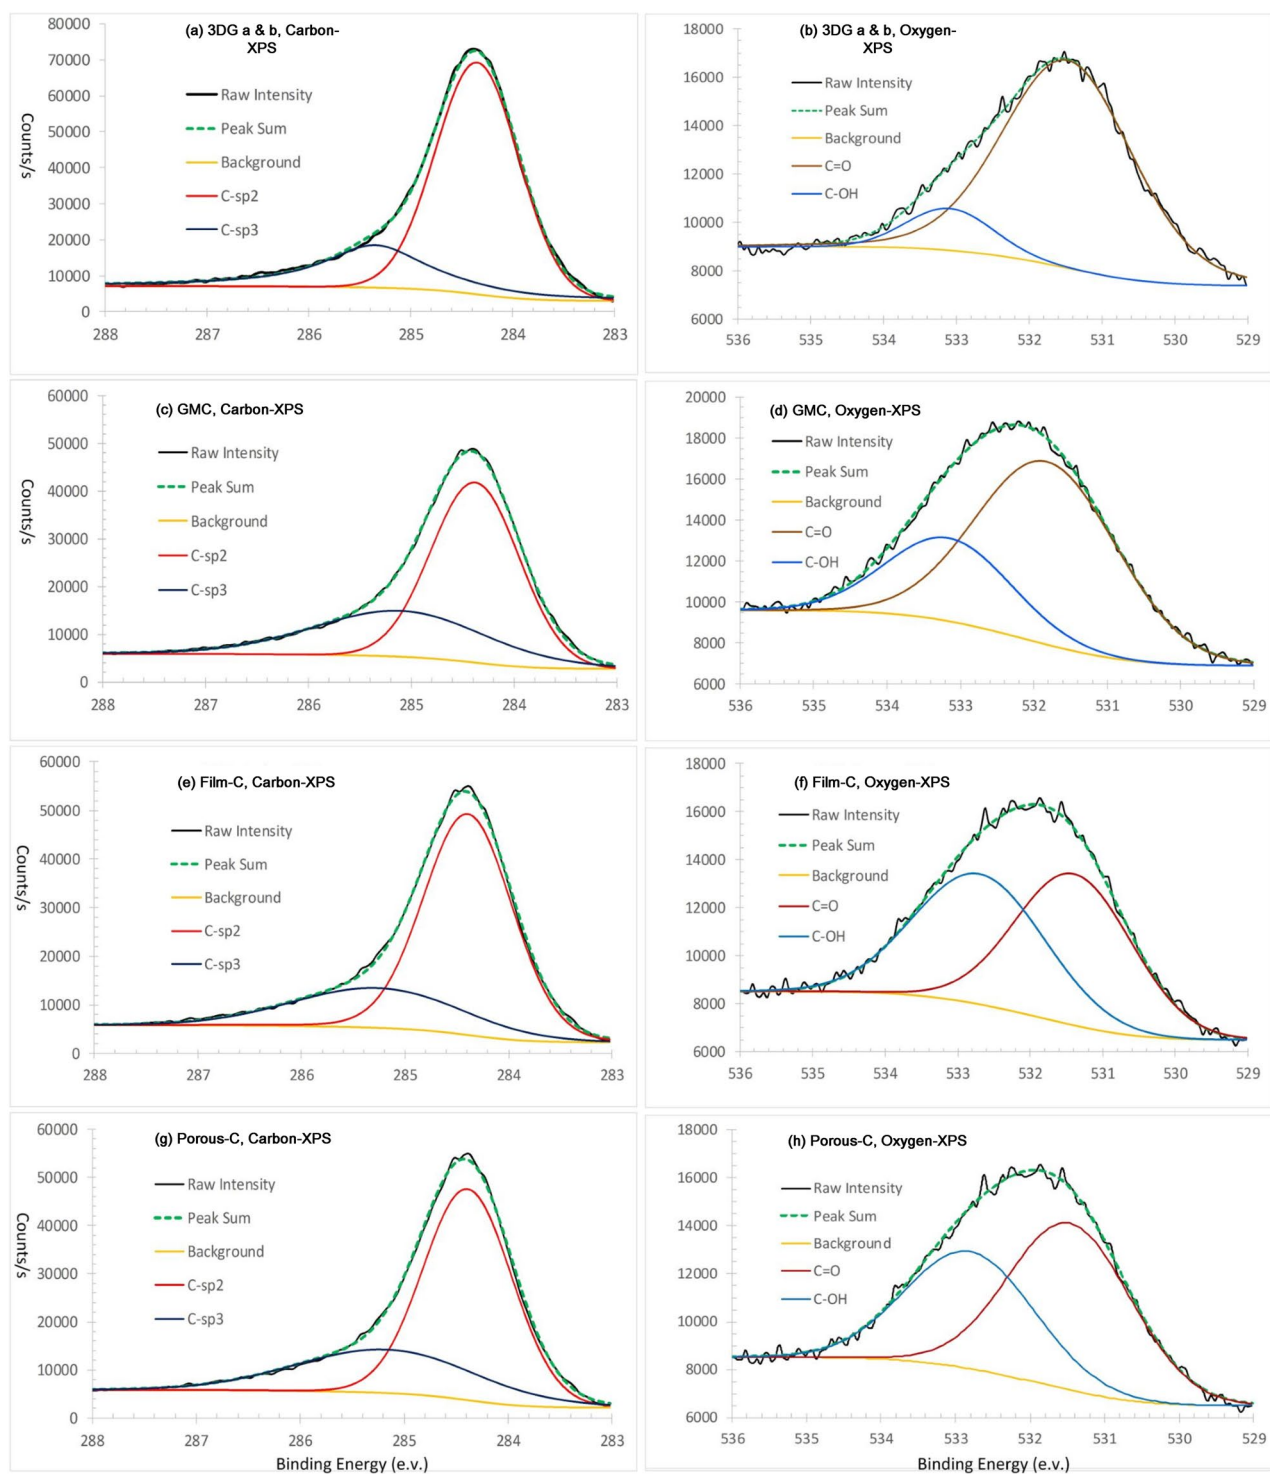 (a) 3DG a & b, Carbon-
XPS
Raw Intensity
Peak Sum
Background
C-sp2
C-sp3
Counts/s
80000
70000
60000
50000
40000
30000
20000
10000
0
288 287 286 285 284 283
(b) 3DG a & b, Oxygen-
XPS
Raw Intensity
Peak Sum
Background
C=O
C-OH
18000
16000
14000
12000
10000
8000
6000
536 535 534 533 532 531 530 529
(c) GMC, Carbon-XPS
Raw Intensity
Peak Sum
Background
C-sp2
C-sp3
Counts/s
60000
50000
40000
30000
20000
10000
0
288 287 286 285 284 283
(d) GMC, Oxygen-XPS
Raw Intensity
Peak Sum
Background
C=O
C-OH
20000
18000
16000
14000
12000
10000
8000
6000
536 535 534 533 532 531 530 529
(e) Film-C, Carbon-XPS
Raw Intensity
Peak Sum
Background
C-sp2
C-sp3
Counts/s
60000
50000
40000
30000
20000
10000
0
288 287 286 285 284 283
(f) Film-C, Oxygen-XPS
Raw Intensity
Peak Sum
Background
C=O
C-OH
18000
16000
14000
12000
10000
8000
6000
536 535 534 533 532 531 530 529
(g) Porous-C, Carbon-XPS
Raw Intensity
Peak Sum
Background
C-sp2
C-sp3
Counts/s
60000
50000
40000
30000
20000
10000
0
288 287 286 285 284 283
Binding Energy (e.v.)
(h) Porous-C, Oxygen-XPS
Raw Intensity
Peak Sum
Background
C=O
C-OH
18000
16000
14000
12000
10000
8000
6000
536 535 534 533 532 531 530 529
Binding Energy (e.v.)